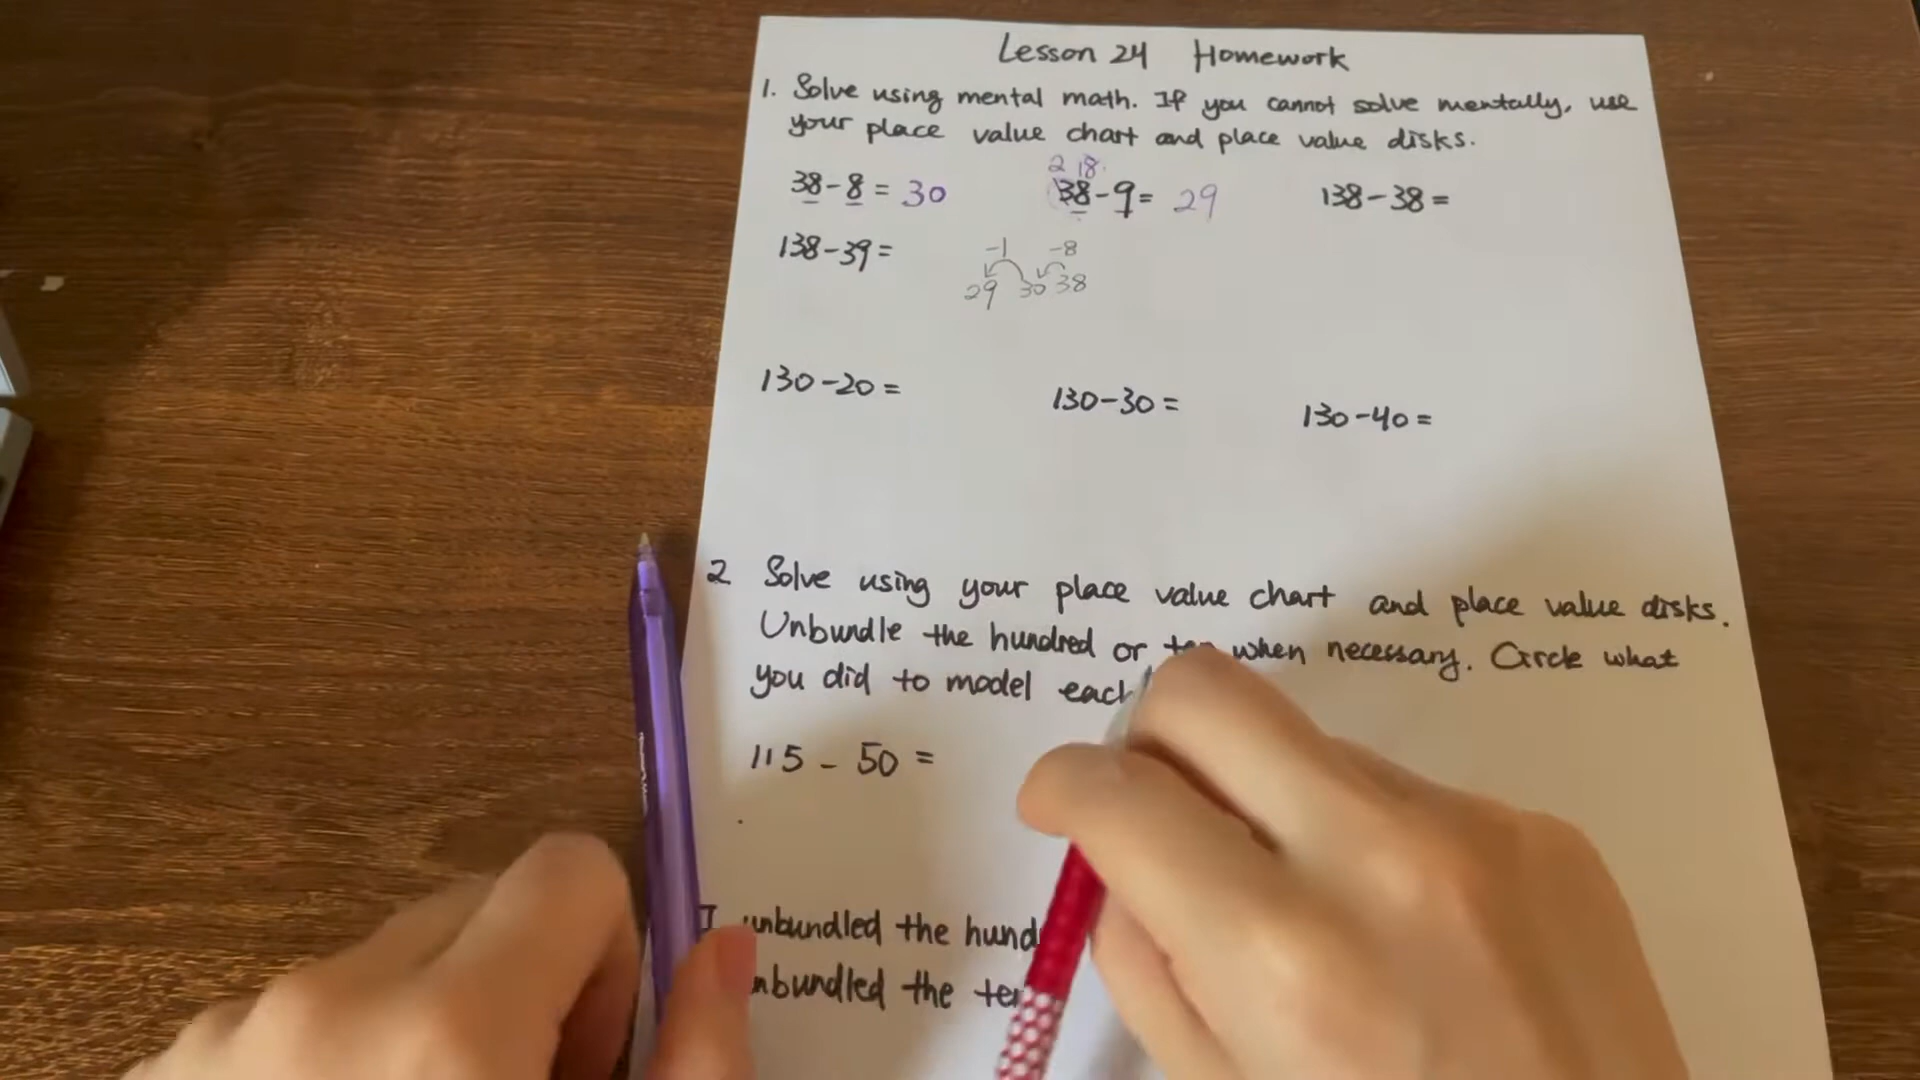 Lesson 24 Homework
1. Solve using mental math. If you cannot solve mentally, use
your place value chart and place value disks.
2 18
38-8 = 30 38-9= 29 138-38=
138-39=
-1 -8
29 30 38
130-20= 130-30= 130-40=
2 Solve using your place value chart and place value disks.
Unbundle the hundred or when necessary. Circle what
you did to model each
115 - 50 =
I unbundled the
the